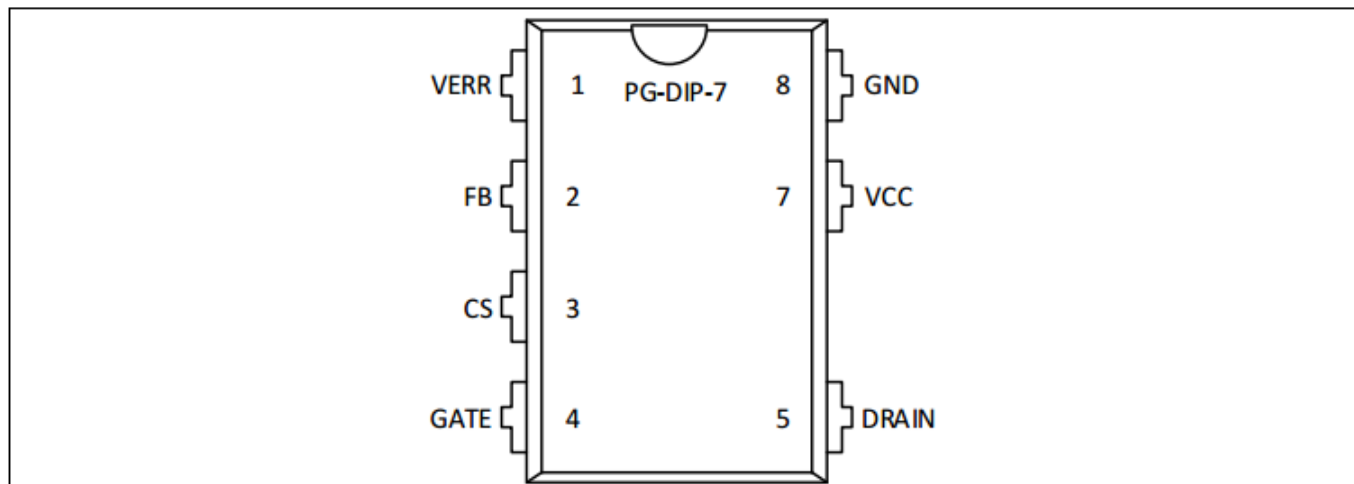 VERR 1 PG-DIP-7 8 GND
FB 2 7 VCC
CS 3
GATE 4 5 DRAIN